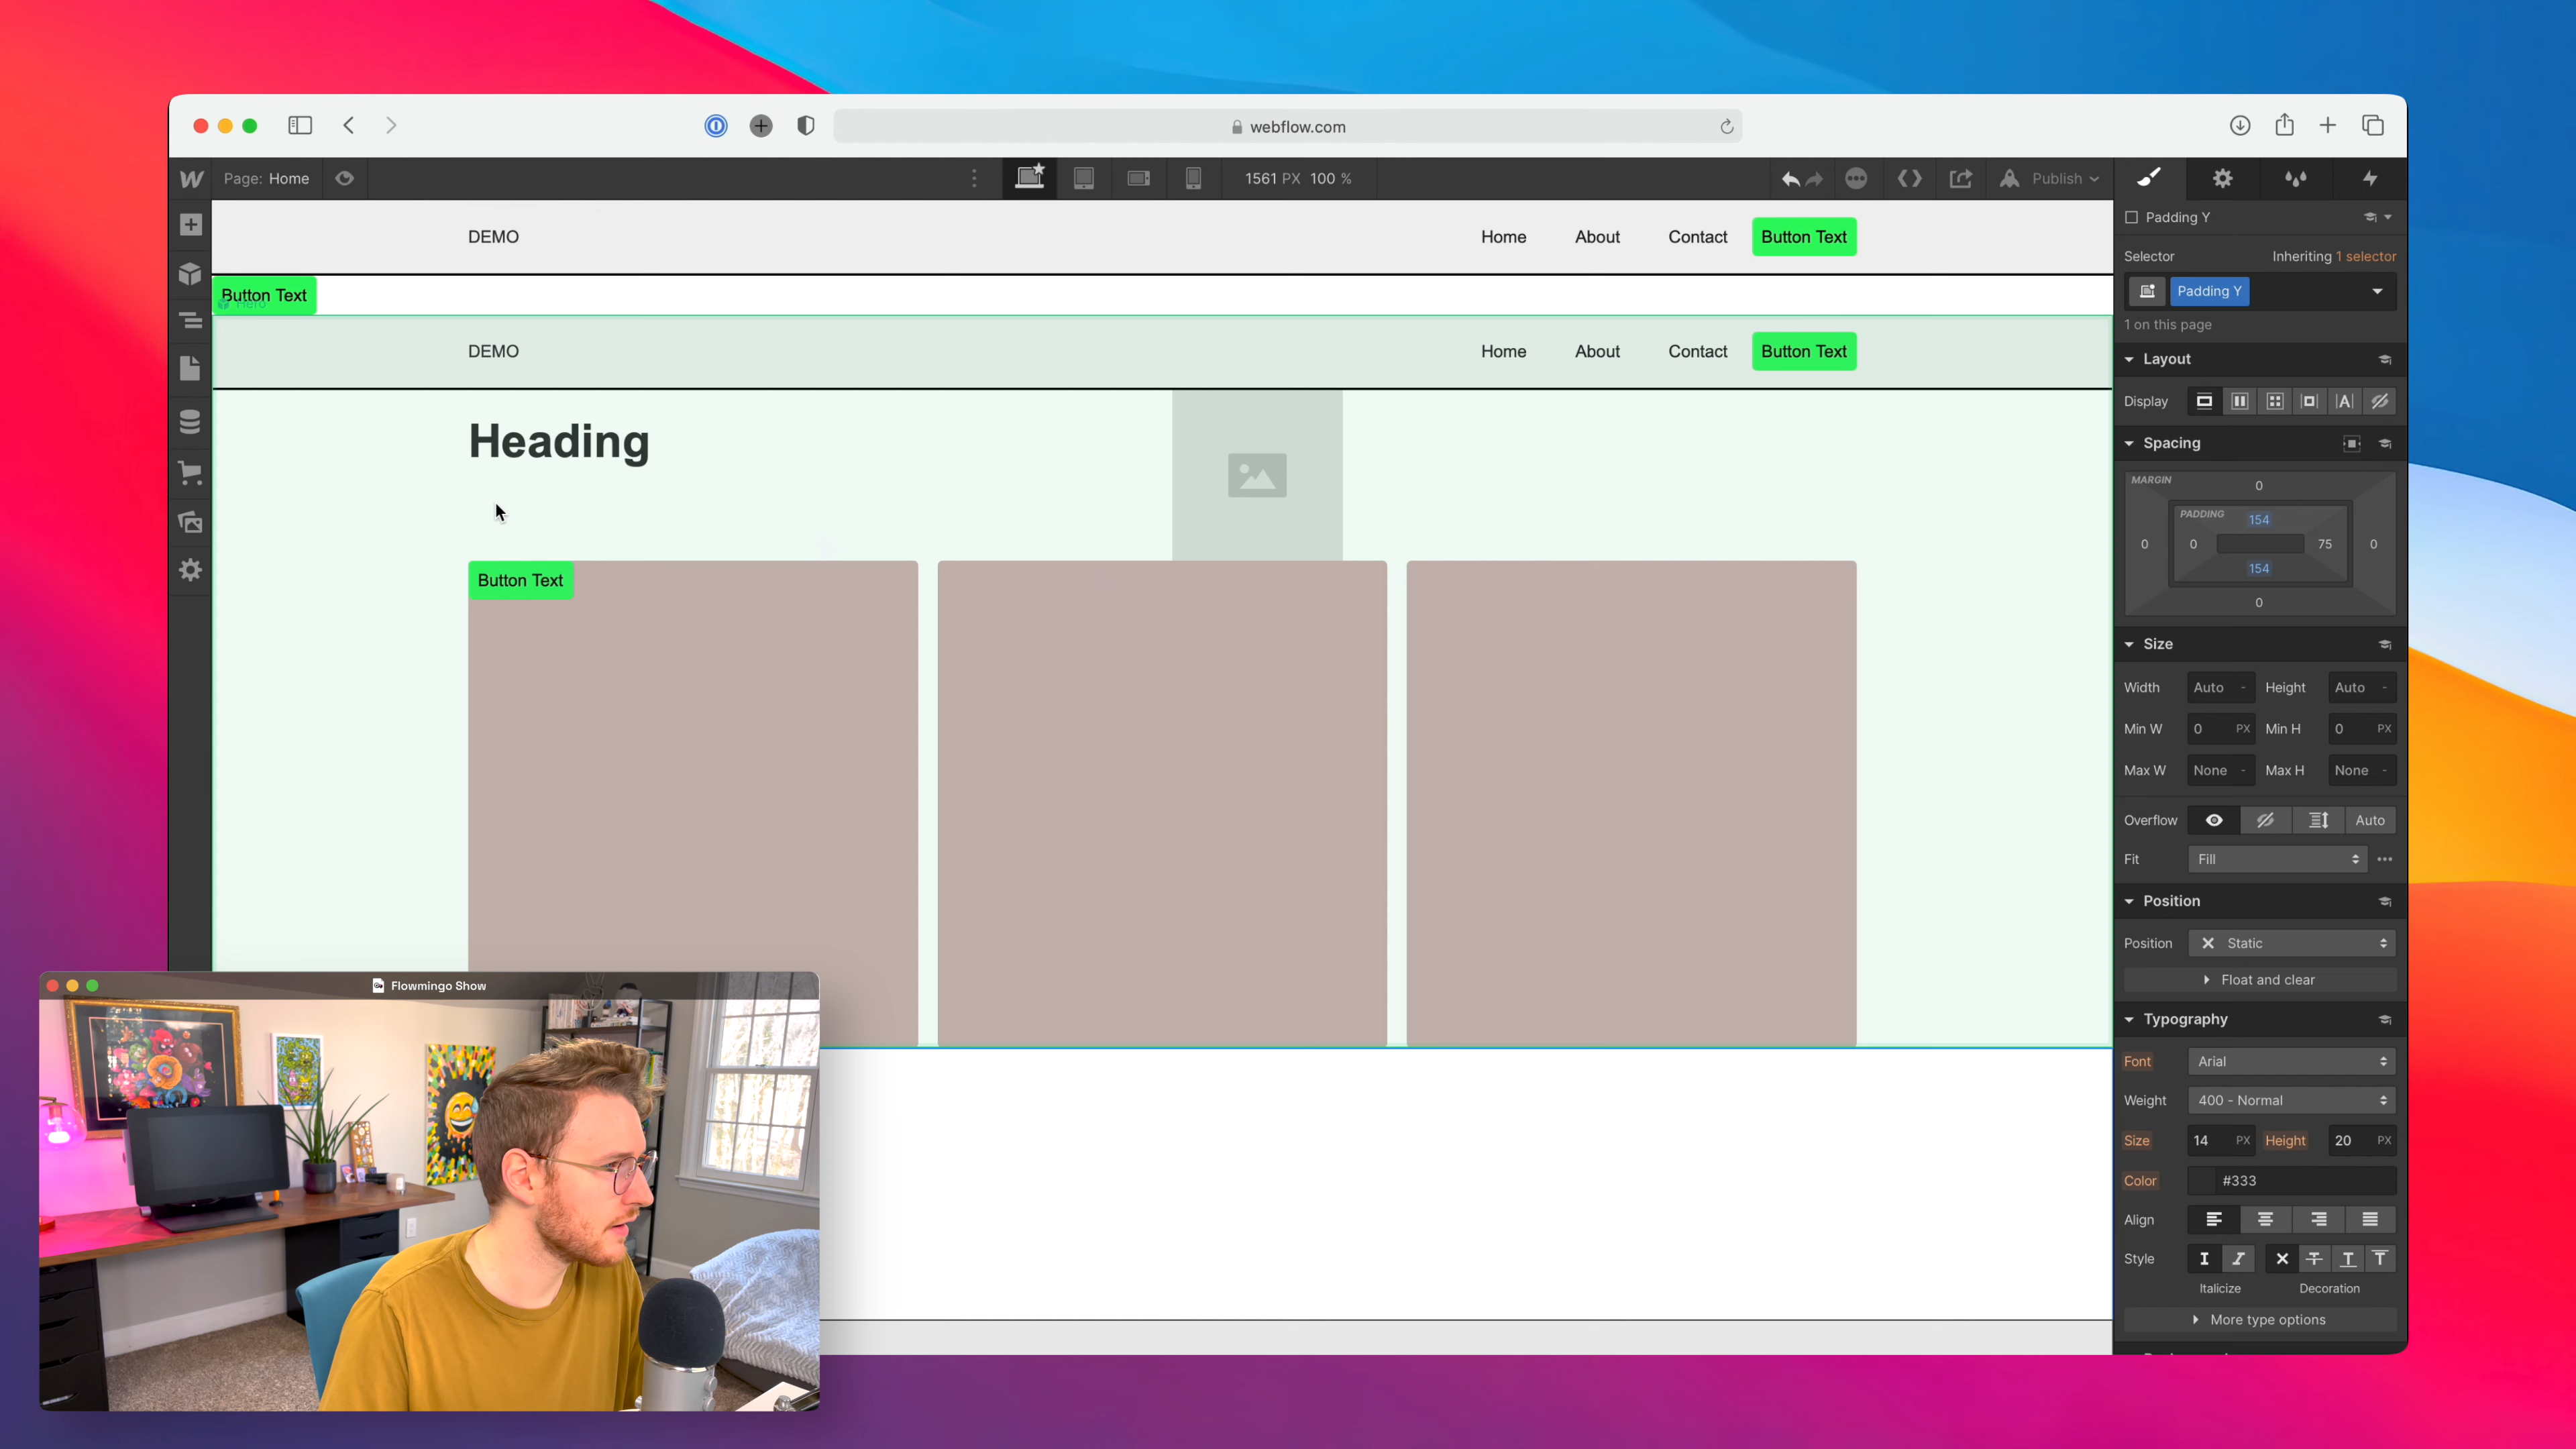 webflow.com
Page: Home
1561 PX 100 %
Publish
DEMO
Home About Contact Button Text
Button Text
Hero
DEMO
Home About Contact Button Text
Heading
Button Text
Padding Y
Selector Inheriting 1 selector
Padding Y
1 on this page
Layout
Display
Spacing
MARGIN
0
PADDING
154
0 0 75 0
154
0
Size
Width Auto - Height Auto -
Min W 0 PX Min H 0 PX
Max W None - Max H None -
Overflow Auto
Fit Fill
Position
Position Static
Float and clear
Typography
Font Arial
Weight 400 - Normal
Size 14 PX Height 20 PX
Color #333
Align
Style
Italicize Decoration
More type options
Flowmingo Show